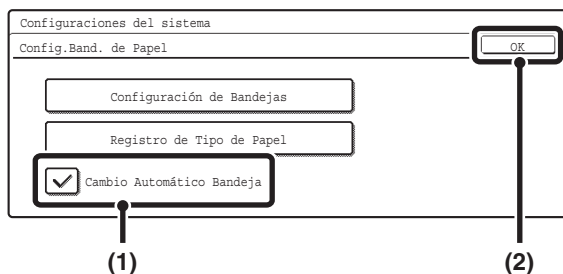 Configuraciones del sistema
Config.Band. de Papel
OK
Configuración de Bandejas
Registro de Tipo de Papel
Cambio Automático Bandeja
(1)
(2)